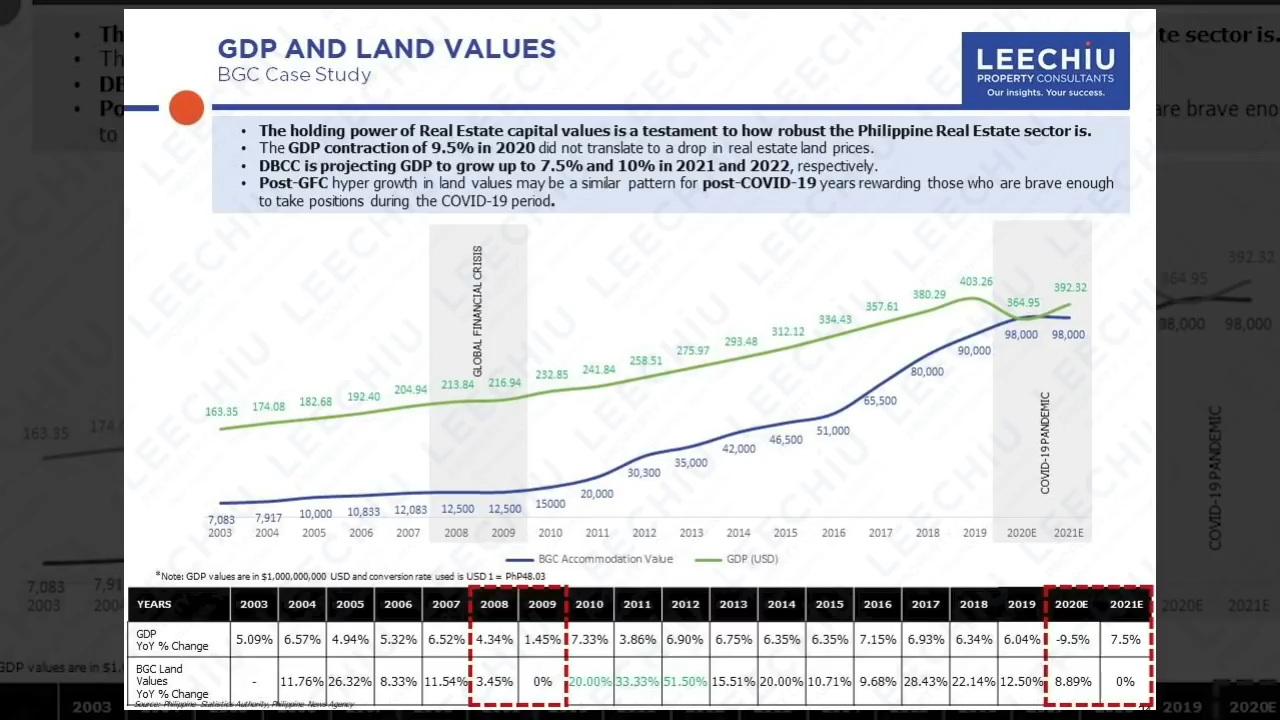 GDP AND LAND VALUES
BGC Case Study
LEECHIU
PROPERTY CONSULTANTS
Our insights. Your success.
• The holding power of Real Estate capital values is a testament to how robust the Philippine Real Estate sector is.
• The GDP contraction of 9.5% in 2020 did not translate to a drop in real estate land prices.
• DBCC is projecting GDP to grow up to 7.5% and 10% in 2021 and 2022, respectively.
• Post-GFC hyper growth in land values may be a similar pattern for post-COVID-19 years rewarding those who are brave enough
to take positions during the COVID-19 period.
GLOBAL FINANCIAL CRISIS
COVID-19 PANDEMIC
163.35 174.08 182.68 192.40 204.94 213.84 216.94 232.85 241.84 258.51 275.97 293.48 312.12 334.43 357.61 380.29 403.26 364.95 392.32
7,083 7,917 10,000 10,833 12,083 12,500 12,500 15000 20,000 30,300 35,000 42,000 46,500 51,000 65,500 80,000 90,000 98,000 98,000
2003 2004 2005 2006 2007 2008 2009 2010 2011 2012 2013 2014 2015 2016 2017 2018 2019 2020E 2021E
BGC Accommodation Value GDP (USD)
*Note: GDP values are in $1,000,000,000 USD and conversion rate used is USD 1 = PhP48.03
YEARS 2003 2004 2005 2006 2007 2008 2009 2010 2011 2012 2013 2014 2015 2016 2017 2018 2019 2020E 2021E
GDP
YoY % Change 5.09% 6.57% 4.94% 5.32% 6.52% 4.34% 1.45% 7.33% 3.86% 6.90% 6.75% 6.35% 6.35% 7.15% 6.93% 6.34% 6.04% -9.5% 7.5%
BGC Land
Values
YoY % Change - 11.76% 26.32% 8.33% 11.54% 3.45% 0% 20.00% 33.33% 51.50% 15.51% 20.00% 10.71% 9.68% 28.43% 22.14% 12.50% 8.89% 0%
Source: Philippine Statistics Authority, Philippine News Agency